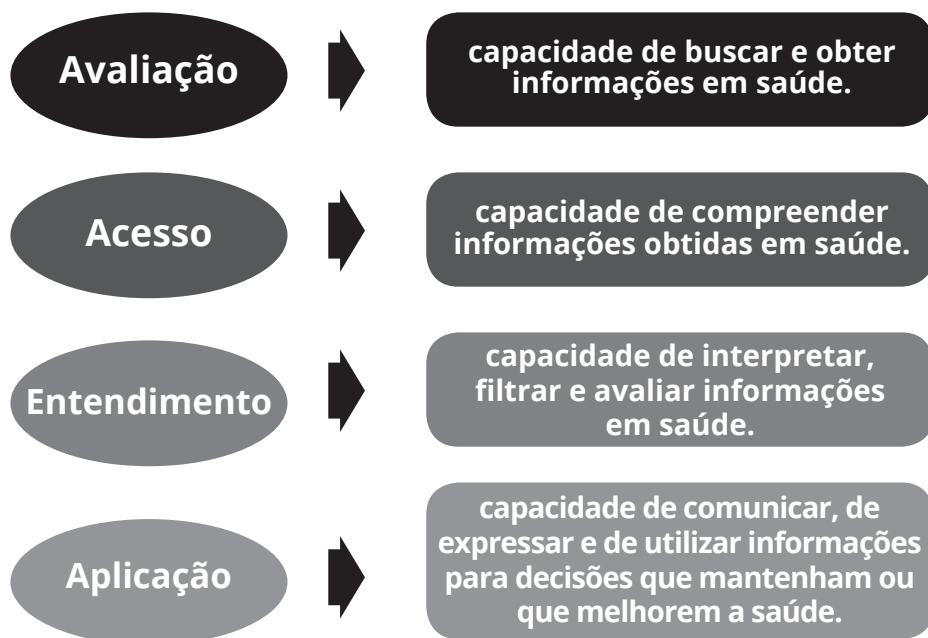 Avaliação
capacidade de buscar e obter
informações em saúde.
Acesso
capacidade de compreender
informações obtidas em saúde.
Entendimento
capacidade de interpretar,
filtrar e avaliar informações
em saúde.
Aplicação
capacidade de comunicar, de
expressar e de utilizar informações
para decisões que mantenham ou
que melhorem a saúde.